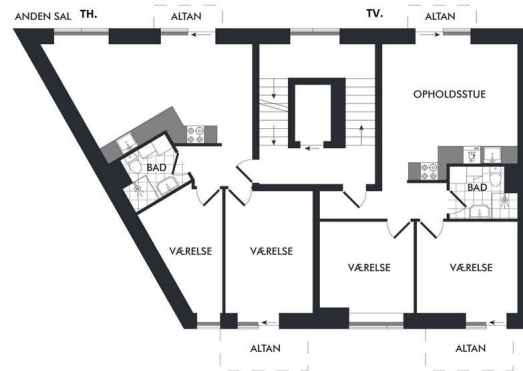 ANDEN SAL TH. ALTAN TV. ALTAN
OPHOLDSSTUE
BAD
BAD
VÆRELSE VÆRELSE VÆRELSE VÆRELSE
ALTAN ALTAN